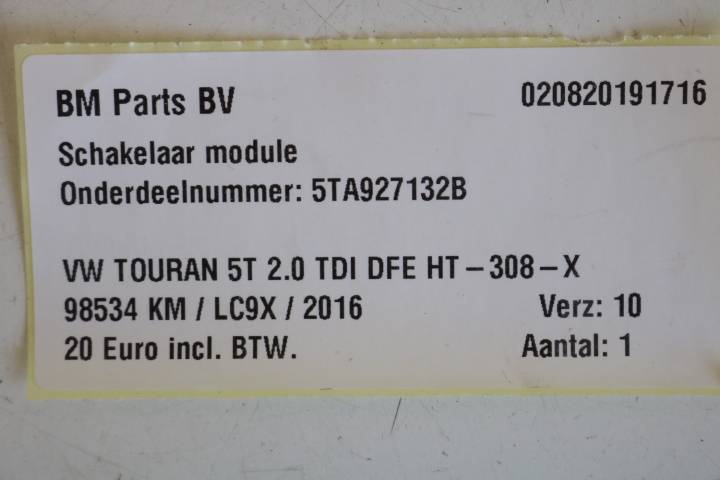 BM Parts BV 020820191716
Schakelaar module
Onderdeelnummer: 5TA927132B
VW TOURAN 5T 2.0 TDI DFE HT-308-X
98534 KM / LC9X / 2016 Verz: 10
20 Euro incl. BTW. Aantal: 1